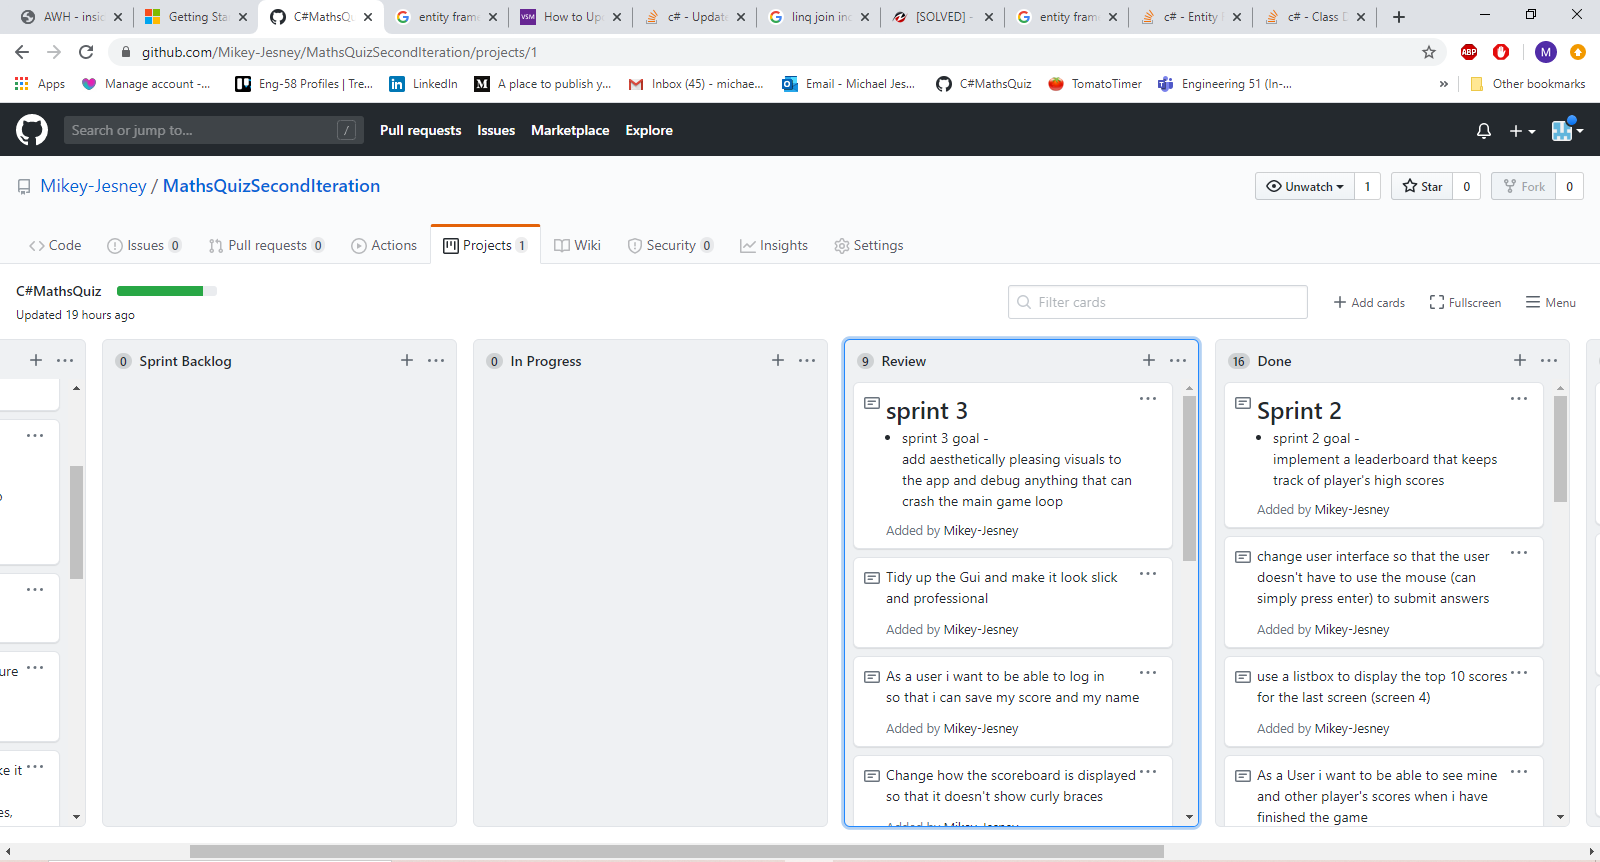 AWH - insi
Getting Sta
C#MathsQu
entity fram
How to Up
c# - Updat
linq join in
[SOLVED] -
entity fram
c# - Entity
c# - Class D
github.com/Mikey-Jesney/MathsQuizSecondIteration/projects/1
ABP
M
Apps
Manage account -...
Eng-58 Profiles | Tre...
LinkedIn
A place to publish y...
Inbox (45) - michae...
Email - Michael Jes...
C#MathsQuiz
TomatoTimer
Engineering 51 (In-...
»
Other bookmarks
Search or jump to...
/
Pull requests
Issues
Marketplace
Explore
Mikey-Jesney / MathsQuizSecondIteration
Unwatch
1
Star
0
Fork
0
Code
Issues 0
Pull requests 0
Actions
Projects 1
Wiki
Security 0
Insights
Settings
C#MathsQuiz
Updated 19 hours ago
Filter cards
Add cards
Fullscreen
Menu
ure
ke it
es,
0 Sprint Backlog
0 In Progress
9 Review
sprint 3
• sprint 3 goal -
add aesthetically pleasing visuals to
the app and debug anything that can
crash the main game loop
Added by Mikey-Jesney
Tidy up the Gui and make it look slick
and professional
Added by Mikey-Jesney
As a user i want to be able to log in
so that i can save my score and my name
Added by Mikey-Jesney
Change how the scoreboard is displayed
so that it doesn't show curly braces
Added by Mikey-Jesney
16 Done
Sprint 2
• sprint 2 goal -
implement a leaderboard that keeps
track of player's high scores
Added by Mikey-Jesney
change user interface so that the user
doesn't have to use the mouse (can
simply press enter) to submit answers
Added by Mikey-Jesney
use a listbox to display the top 10 scores
for the last screen (screen 4)
Added by Mikey-Jesney
As a User i want to be able to see mine
and other player's scores when i have
finished the game